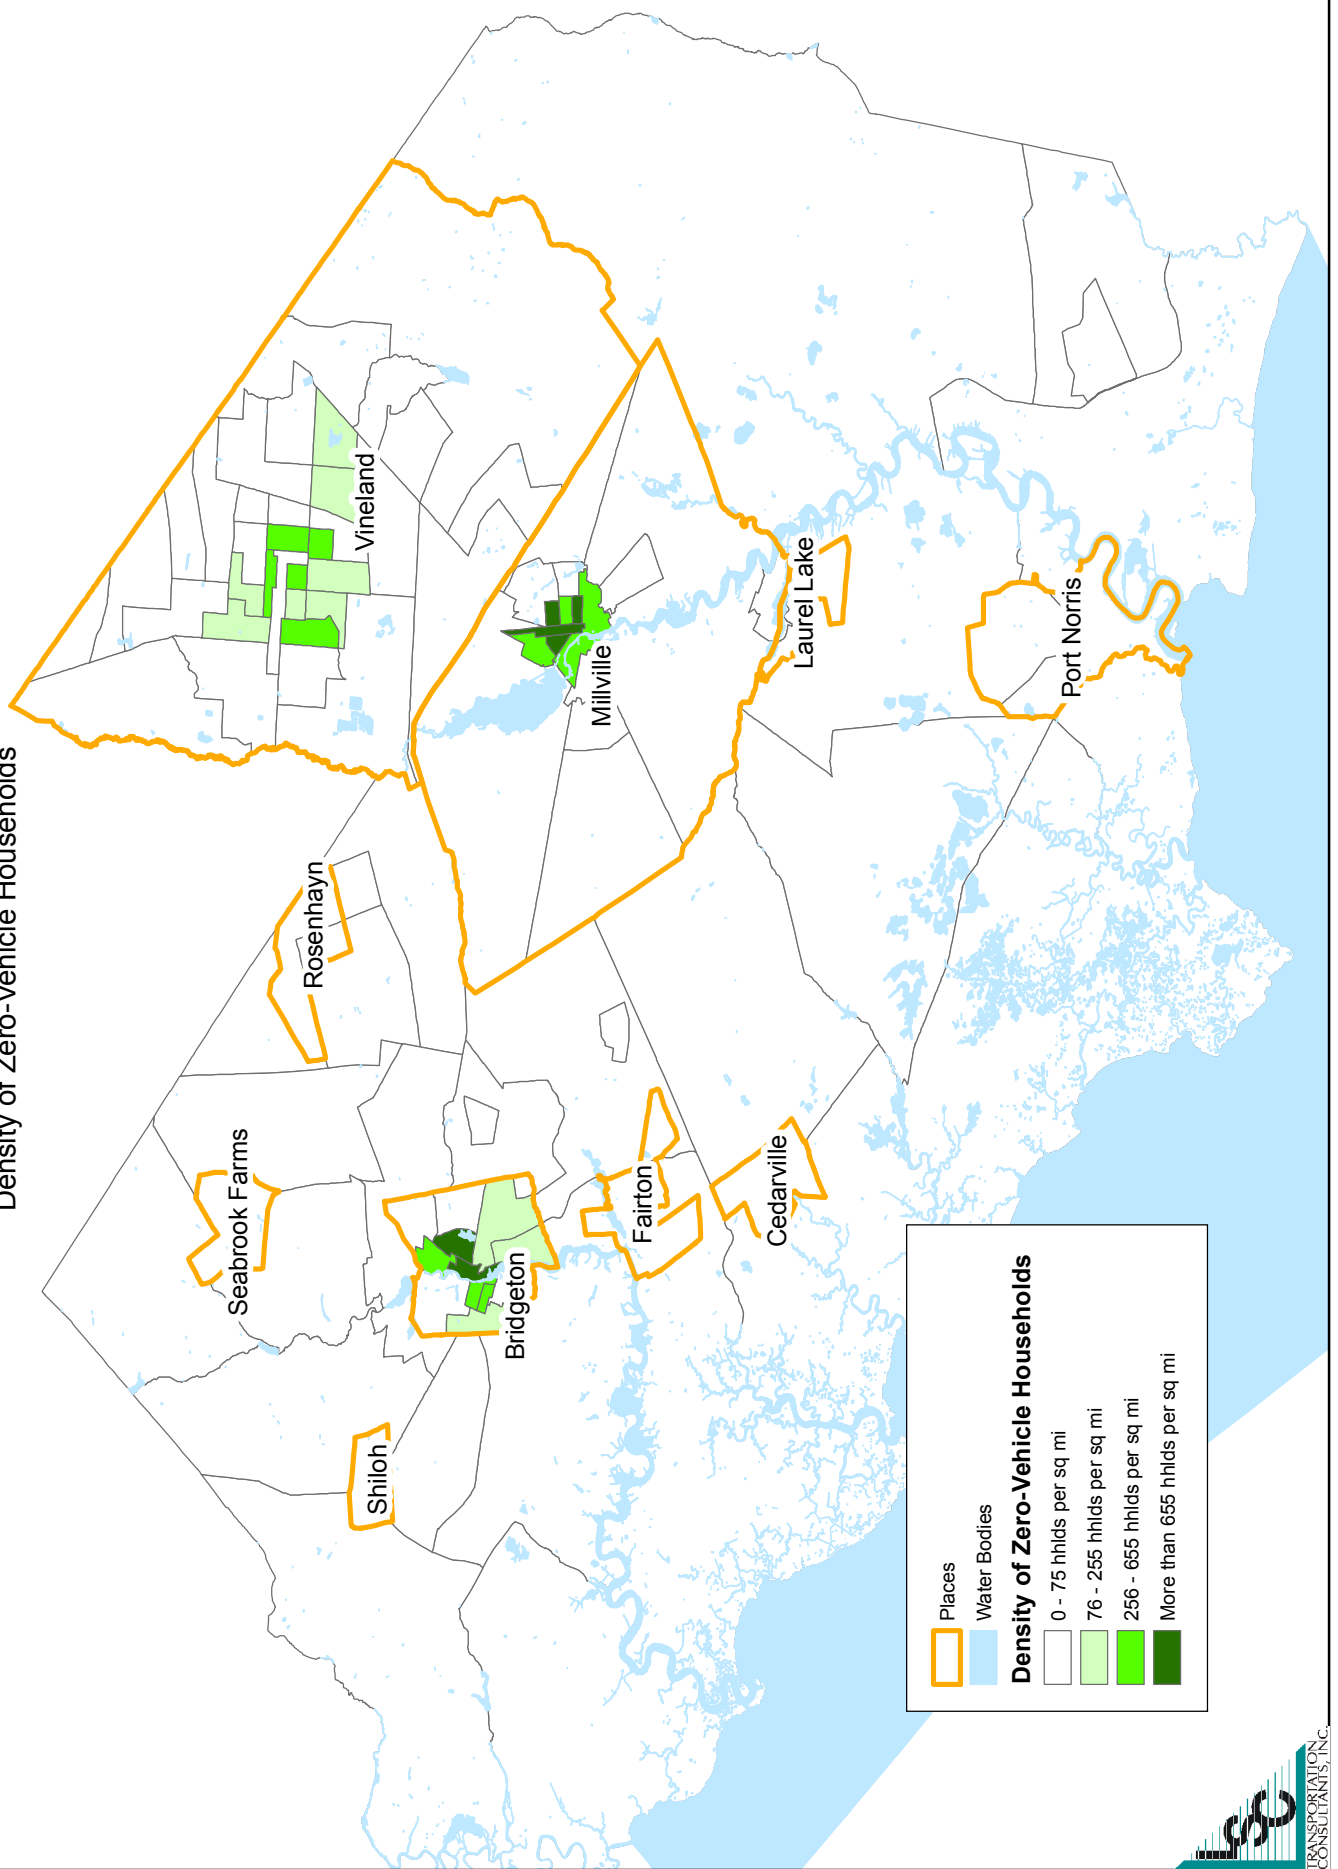 Density of Zero-Vehicle Households
Vineland
Rosenhayn
Seabrook Farms
Shiloh
Bridgeton
Millville
Fairton
Cedarville
Laurel Lake
Port Norris
Places
Water Bodies
Density of Zero-Vehicle Households
0 - 75 hhlds per sq mi
76 - 255 hhlds per sq mi
256 - 655 hhlds per sq mi
More than 655 hhlds per sq mi
LSC
TRANSPORTATION
CONSULTANTS, INC.